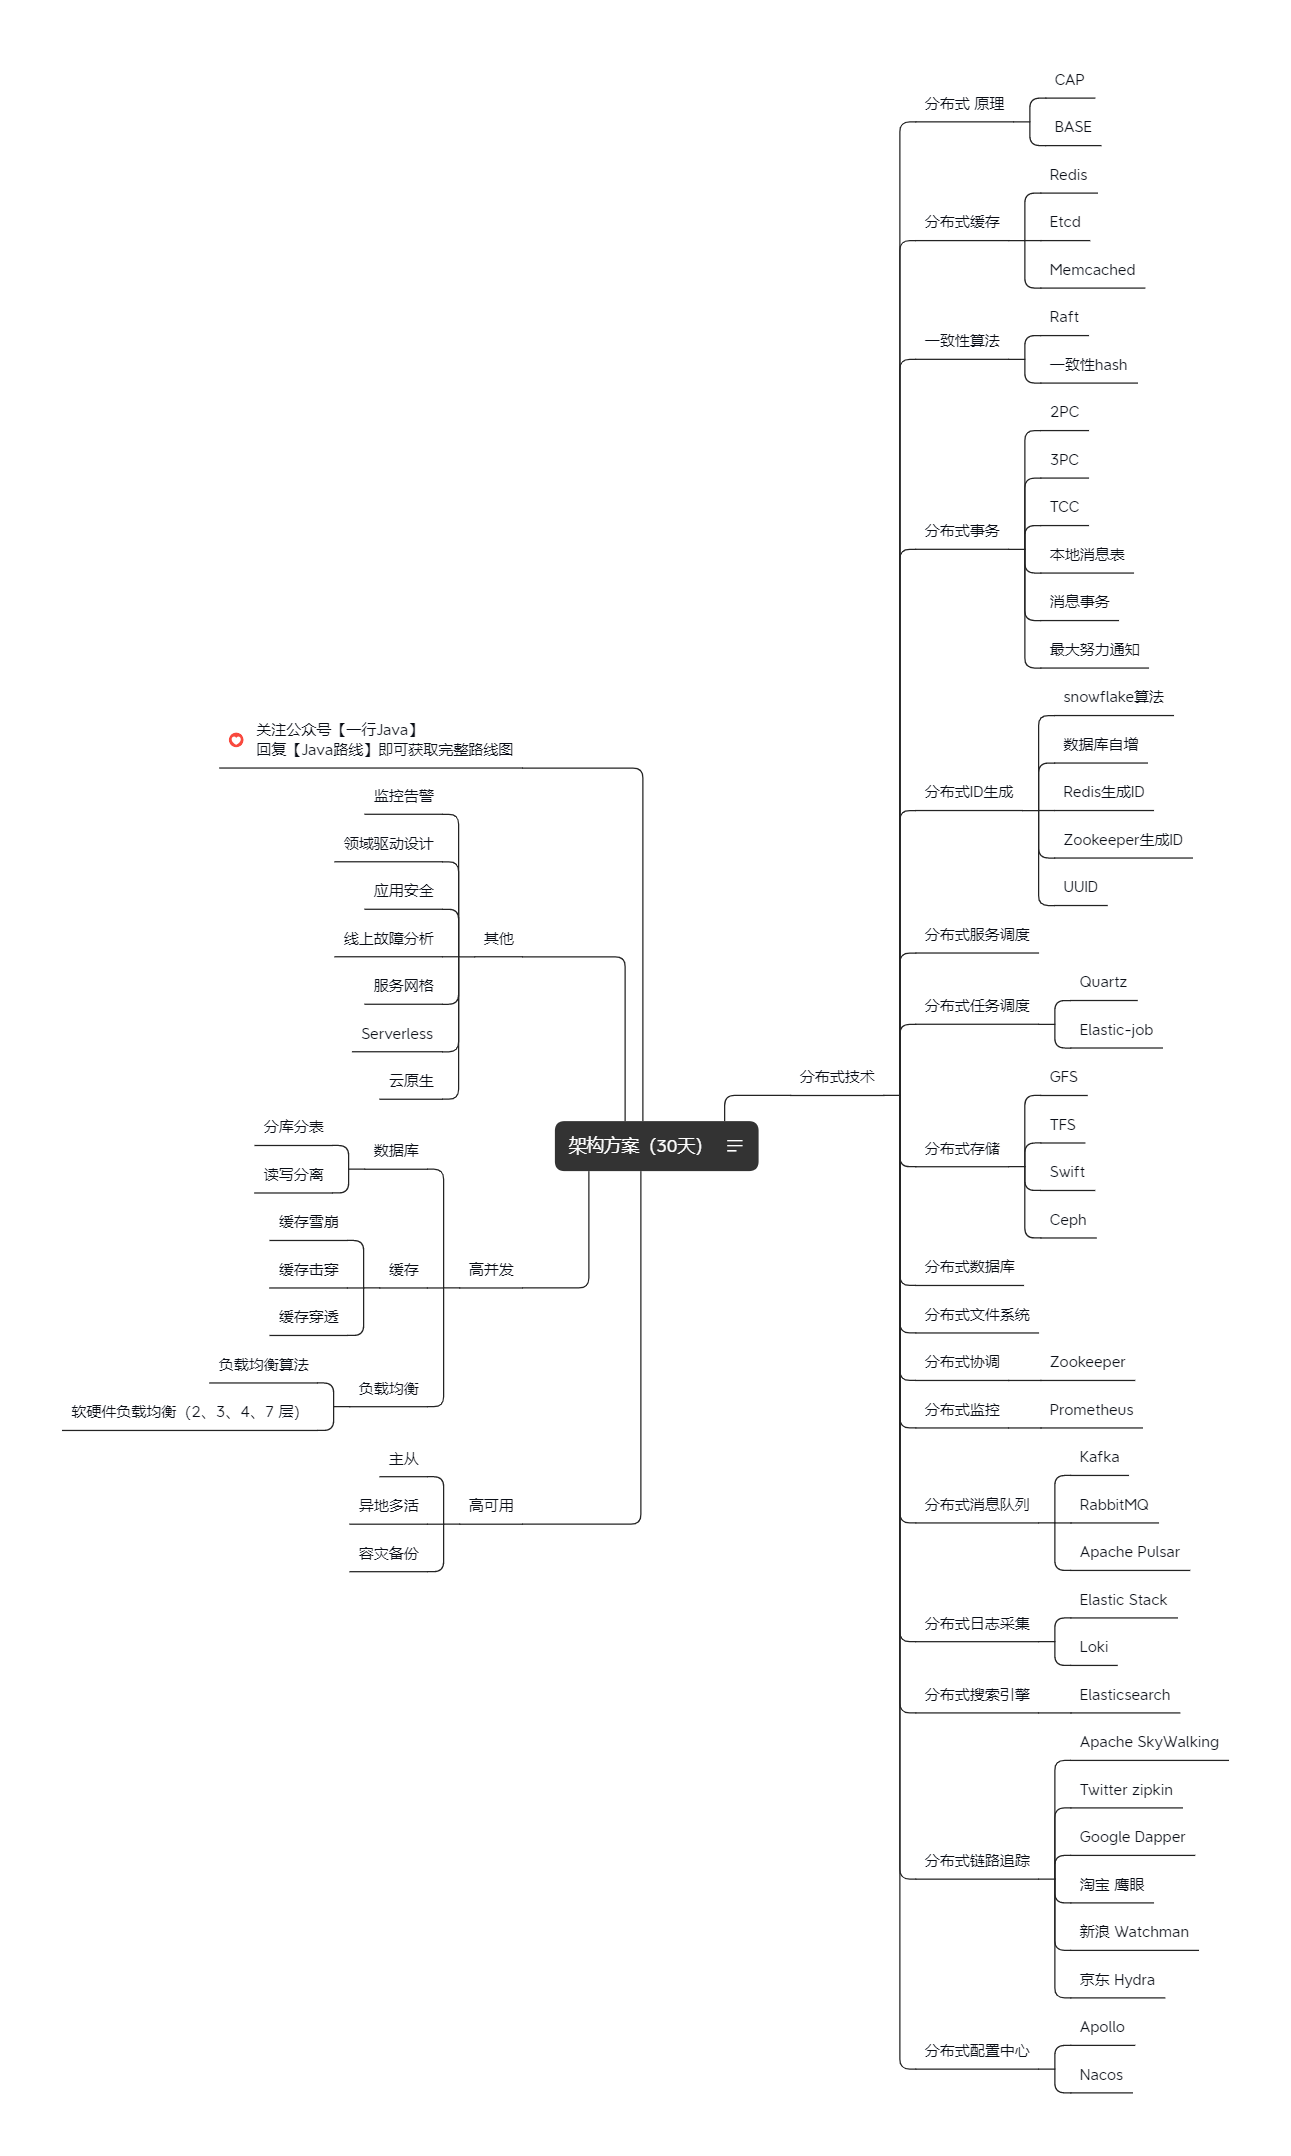 架构方案（30天）
分布式技术
分布式 原理
CAP
BASE
分布式缓存
Redis
Etcd
Memcached
一致性算法
Raft
一致性hash
分布式事务
2PC
3PC
TCC
本地消息表
消息事务
最大努力通知
分布式ID生成
snowflake算法
数据库自增
Redis生成ID
Zookeeper生成ID
UUID
分布式服务调度
分布式任务调度
Quartz
Elastic-job
分布式存储
GFS
TFS
Swift
Ceph
分布式数据库
分布式文件系统
分布式协调
Zookeeper
分布式监控
Prometheus
分布式消息队列
Kafka
RabbitMQ
Apache Pulsar
分布式日志采集
Elastic Stack
Loki
分布式搜索引擎
Elasticsearch
分布式链路追踪
Apache SkyWalking
Twitter zipkin
Google Dapper
淘宝 鹰眼
新浪 Watchman
京东 Hydra
分布式配置中心
Apollo
Nacos
关注公众号【一行Java】
回复【Java路线】即可获取完整路线图
其他
监控告警
领域驱动设计
应用安全
线上故障分析
服务网格
Serverless
云原生
高并发
数据库
分库分表
读写分离
缓存
缓存雪崩
缓存击穿
缓存穿透
负载均衡
负载均衡算法
软硬件负载均衡（2、3、4、7 层）
高可用
主从
异地多活
容灾备份